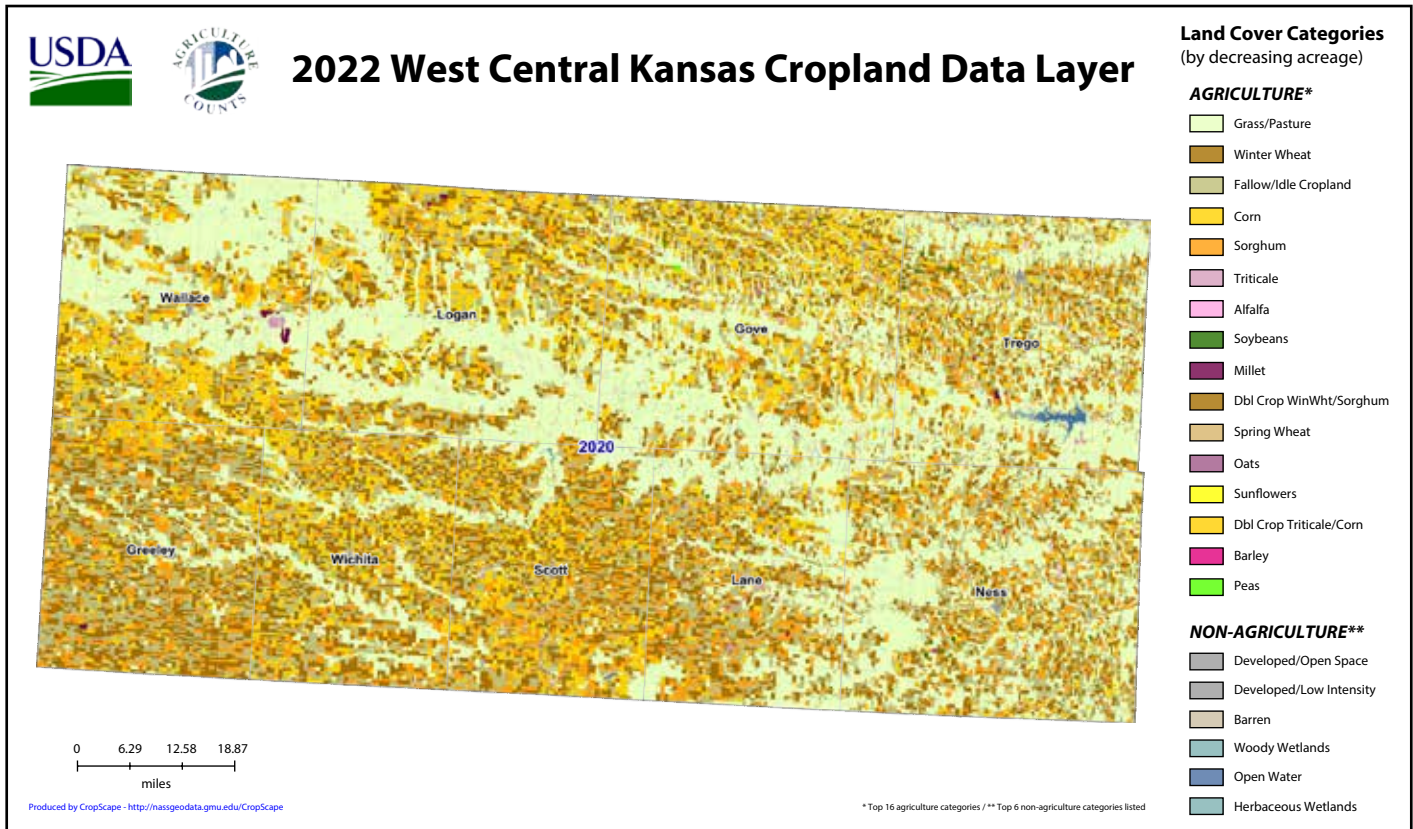 USDA
AGRICULTURE
COUNTS
2022 West Central Kansas Cropland Data Layer
Land Cover Categories
(by decreasing acreage)
AGRICULTURE*
Grass/Pasture
Winter Wheat
Fallow/Idle Cropland
Corn
Sorghum
Triticale
Alfalfa
Soybeans
Millet
Dbl Crop WinWht/Sorghum
Spring Wheat
Oats
Sunflowers
Dbl Crop Triticale/Corn
Barley
Peas
NON-AGRICULTURE**
Developed/Open Space
Developed/Low Intensity
Barren
Woody Wetlands
Open Water
Herbaceous Wetlands
Wallace
Logan
Gove
Trego
2020
Greeley
Wichita
Scott
Lane
Ness
0 6.29 12.58 18.87
miles
Produced by CropScape - http://nassgeodata.gmu.edu/CropScape
* Top 16 agriculture categories / ** Top 6 non-agriculture categories listed